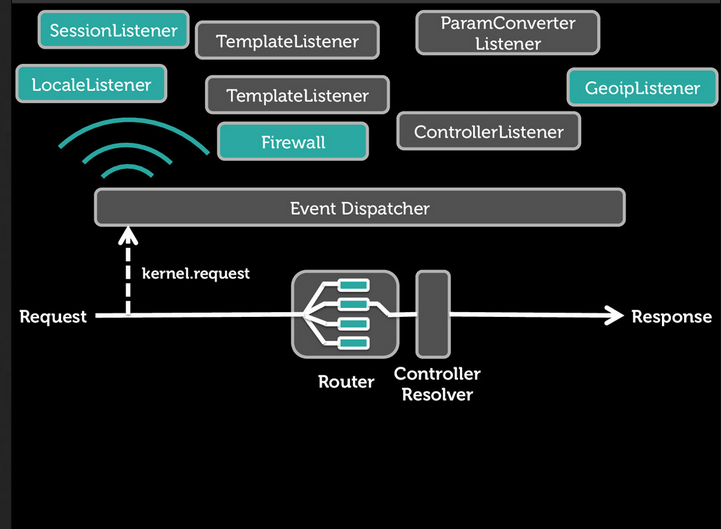 SessionListener
TemplateListener
ParamConverter
Listener
LocaleListener
TemplateListener
GeoipListener
Firewall
ControllerListener
Event Dispatcher
kernel.request
Request
Response
Router
Controller
Resolver